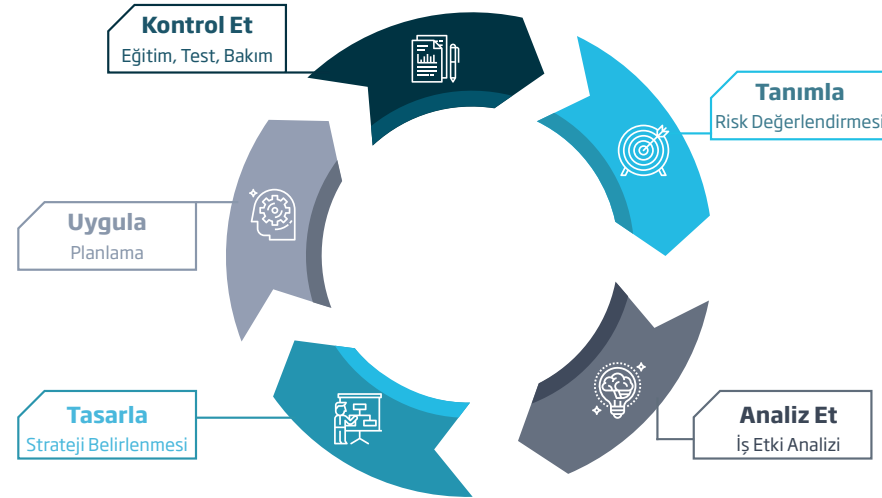 Kontrol Et
Eğitim, Test, Bakım
Tanımla
Risk Değerlendirmesi
Uygula
Planlama
Tasarla
Strateji Belirlenmesi
Analiz Et
İş Etki Analizi